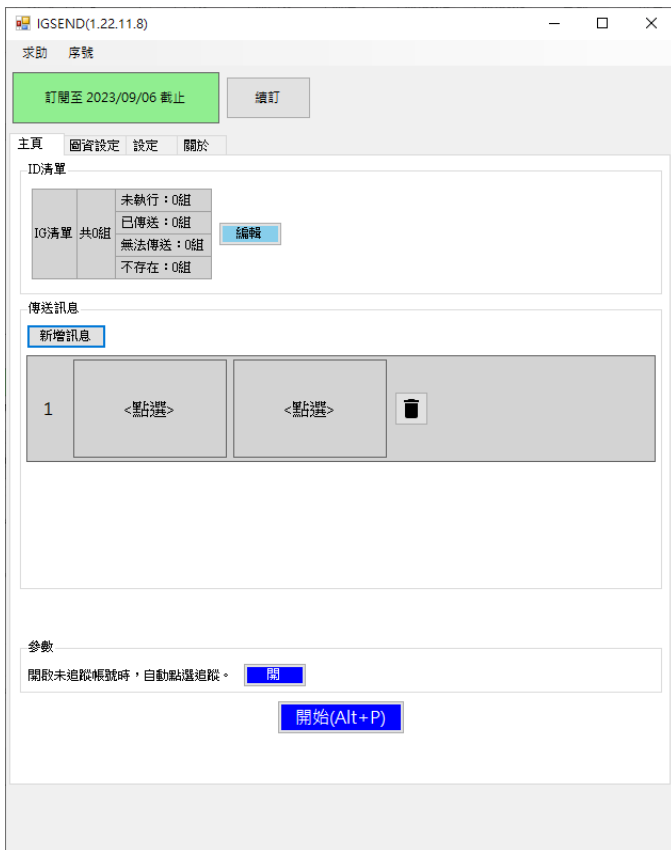 IGSEND(1.22.11.8)
求助 序號
訂閱至 2023/09/06 截止 續訂
主頁 圖資設定 設定 關於
ID清單
IG清單 共0組
未執行：0組
已傳送：0組
無法傳送：0組
不存在：0組
編輯
傳送訊息
新增訊息
1 <點選> <點選>
參數
開啟未追蹤帳號時，自動點選追蹤。 開
開始(Alt+P)